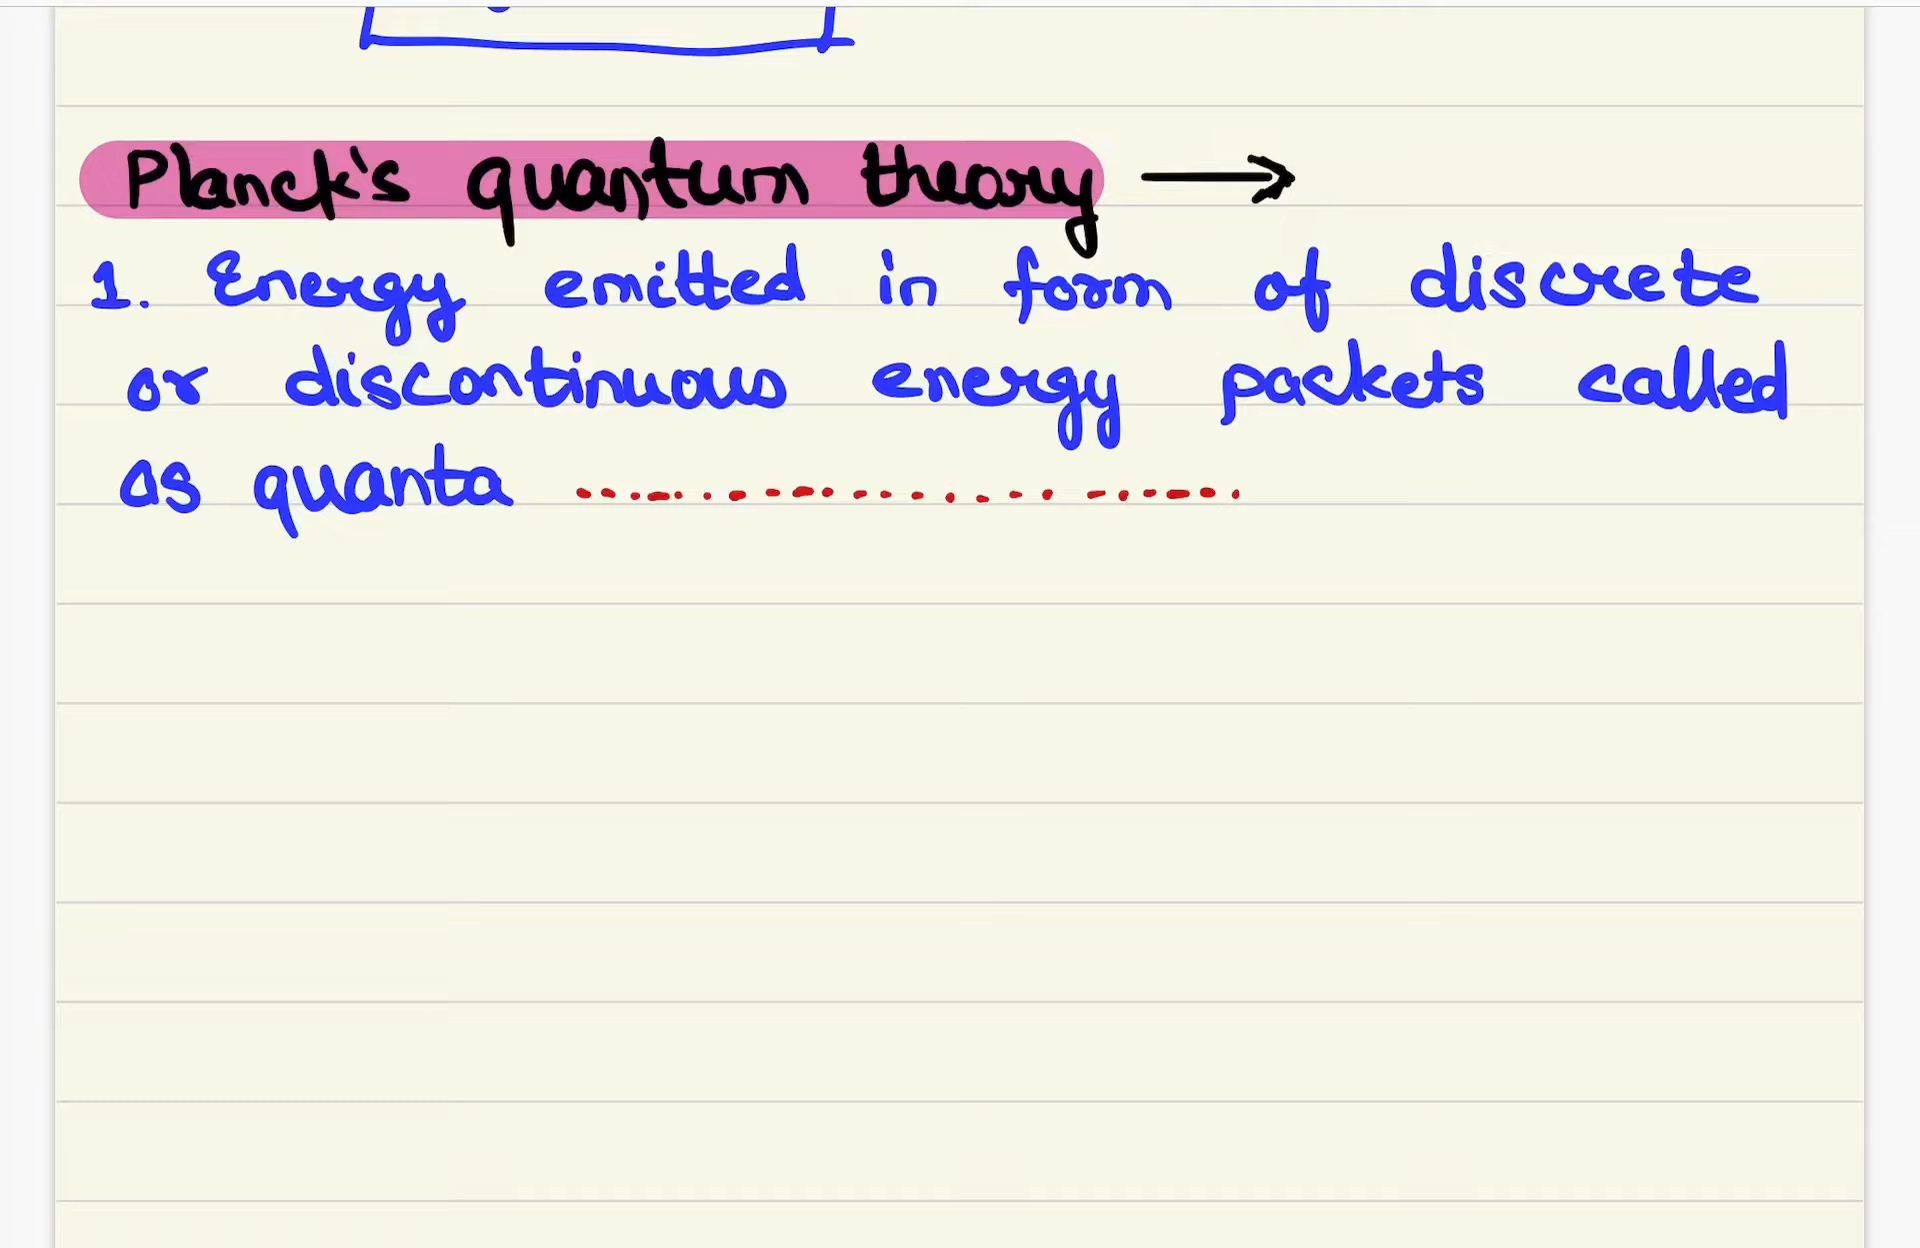 Planck's quantum theory →
1. Energy emitted in form of discrete
or discontinuous energy packets called
as quanta